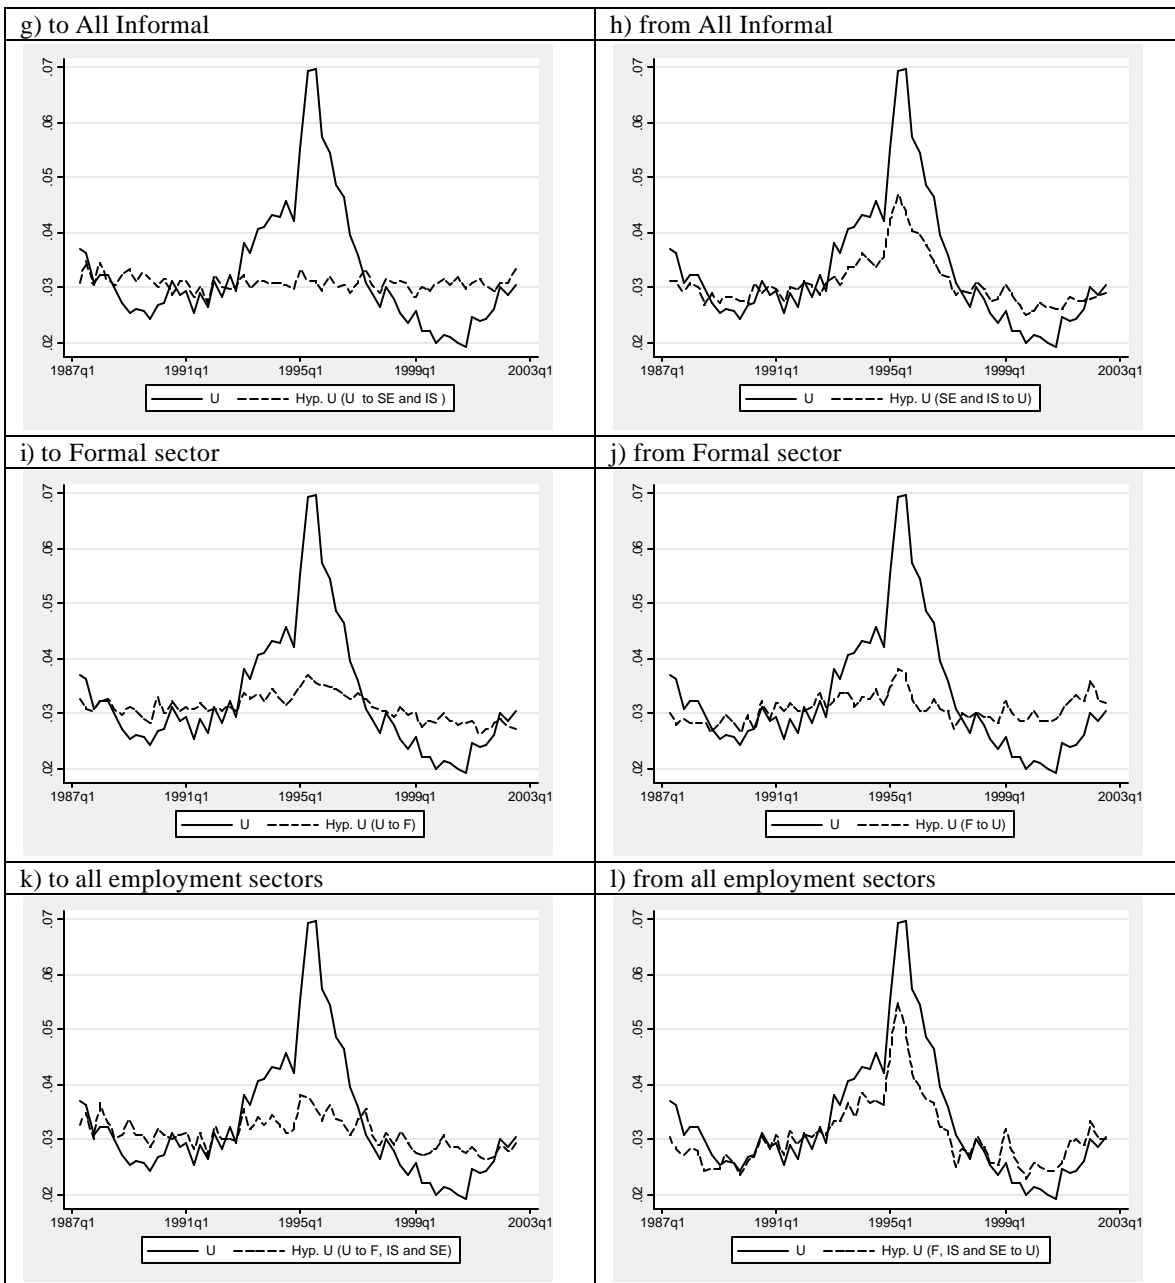 g) to All Informal
h) from All Informal
.07
.06
.05
.04
.03
.02
1987q1 1991q1 1995q1 1999q1 2003q1
U Hyp. U (U to SE and IS )
.07
.06
.05
.04
.03
.02
1987q1 1991q1 1995q1 1999q1 2003q1
U Hyp. U (SE and IS to U)
i) to Formal sector
j) from Formal sector
.07
.06
.05
.04
.03
.02
1987q1 1991q1 1995q1 1999q1 2003q1
U Hyp. U (U to F)
.07
.06
.05
.04
.03
.02
1987q1 1991q1 1995q1 1999q1 2003q1
U Hyp. U (F to U)
k) to all employment sectors
l) from all employment sectors
.07
.06
.05
.04
.03
.02
1987q1 1991q1 1995q1 1999q1 2003q1
U Hyp. U (U to F, IS and SE)
.07
.06
.05
.04
.03
.02
1987q1 1991q1 1995q1 1999q1 2003q1
U Hyp. U (F, IS and SE to U)